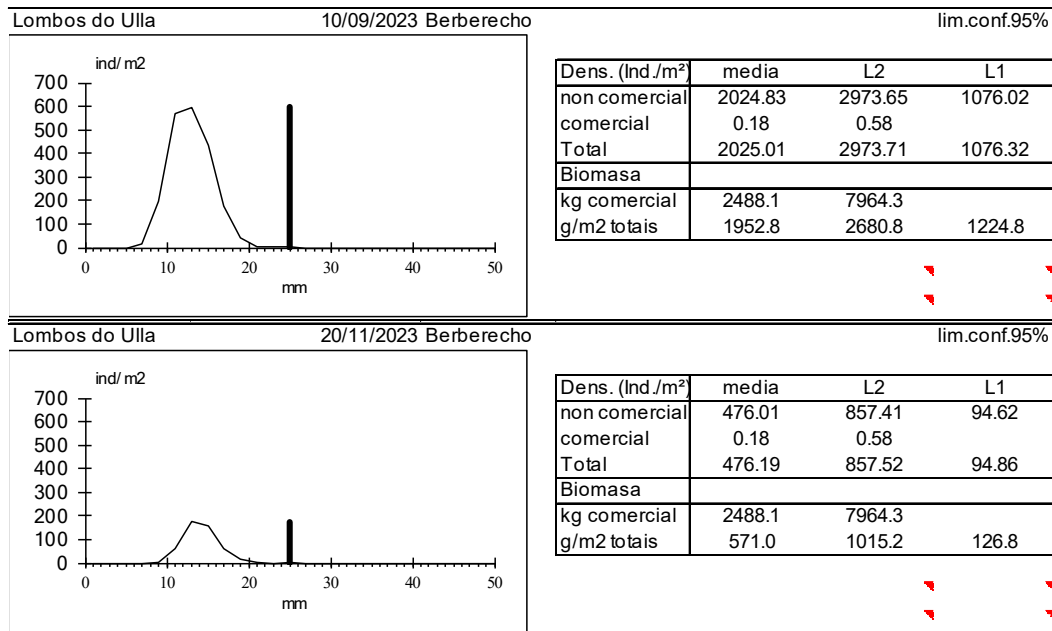 Lombos do Ulla 10/09/2023 Berberecho lim.conf.95%
ind/m2
700
600
500
400
300
200
100
0
0 10 20 30 40 50
mm
Dens. (Ind./m²) media L2 L1
non comercial 2024.83 2973.65 1076.02
comercial 0.18 0.58
Total 2025.01 2973.71 1076.32
Biomasa
kg comercial 2488.1 7964.3
g/m2 totais 1952.8 2680.8 1224.8
Lombos do Ulla 20/11/2023 Berberecho lim.conf.95%
ind/m2
700
600
500
400
300
200
100
0
0 10 20 30 40 50
mm
Dens. (Ind./m²) media L2 L1
non comercial 476.01 857.41 94.62
comercial 0.18 0.58
Total 476.19 857.52 94.86
Biomasa
kg comercial 2488.1 7964.3
g/m2 totais 571.0 1015.2 126.8